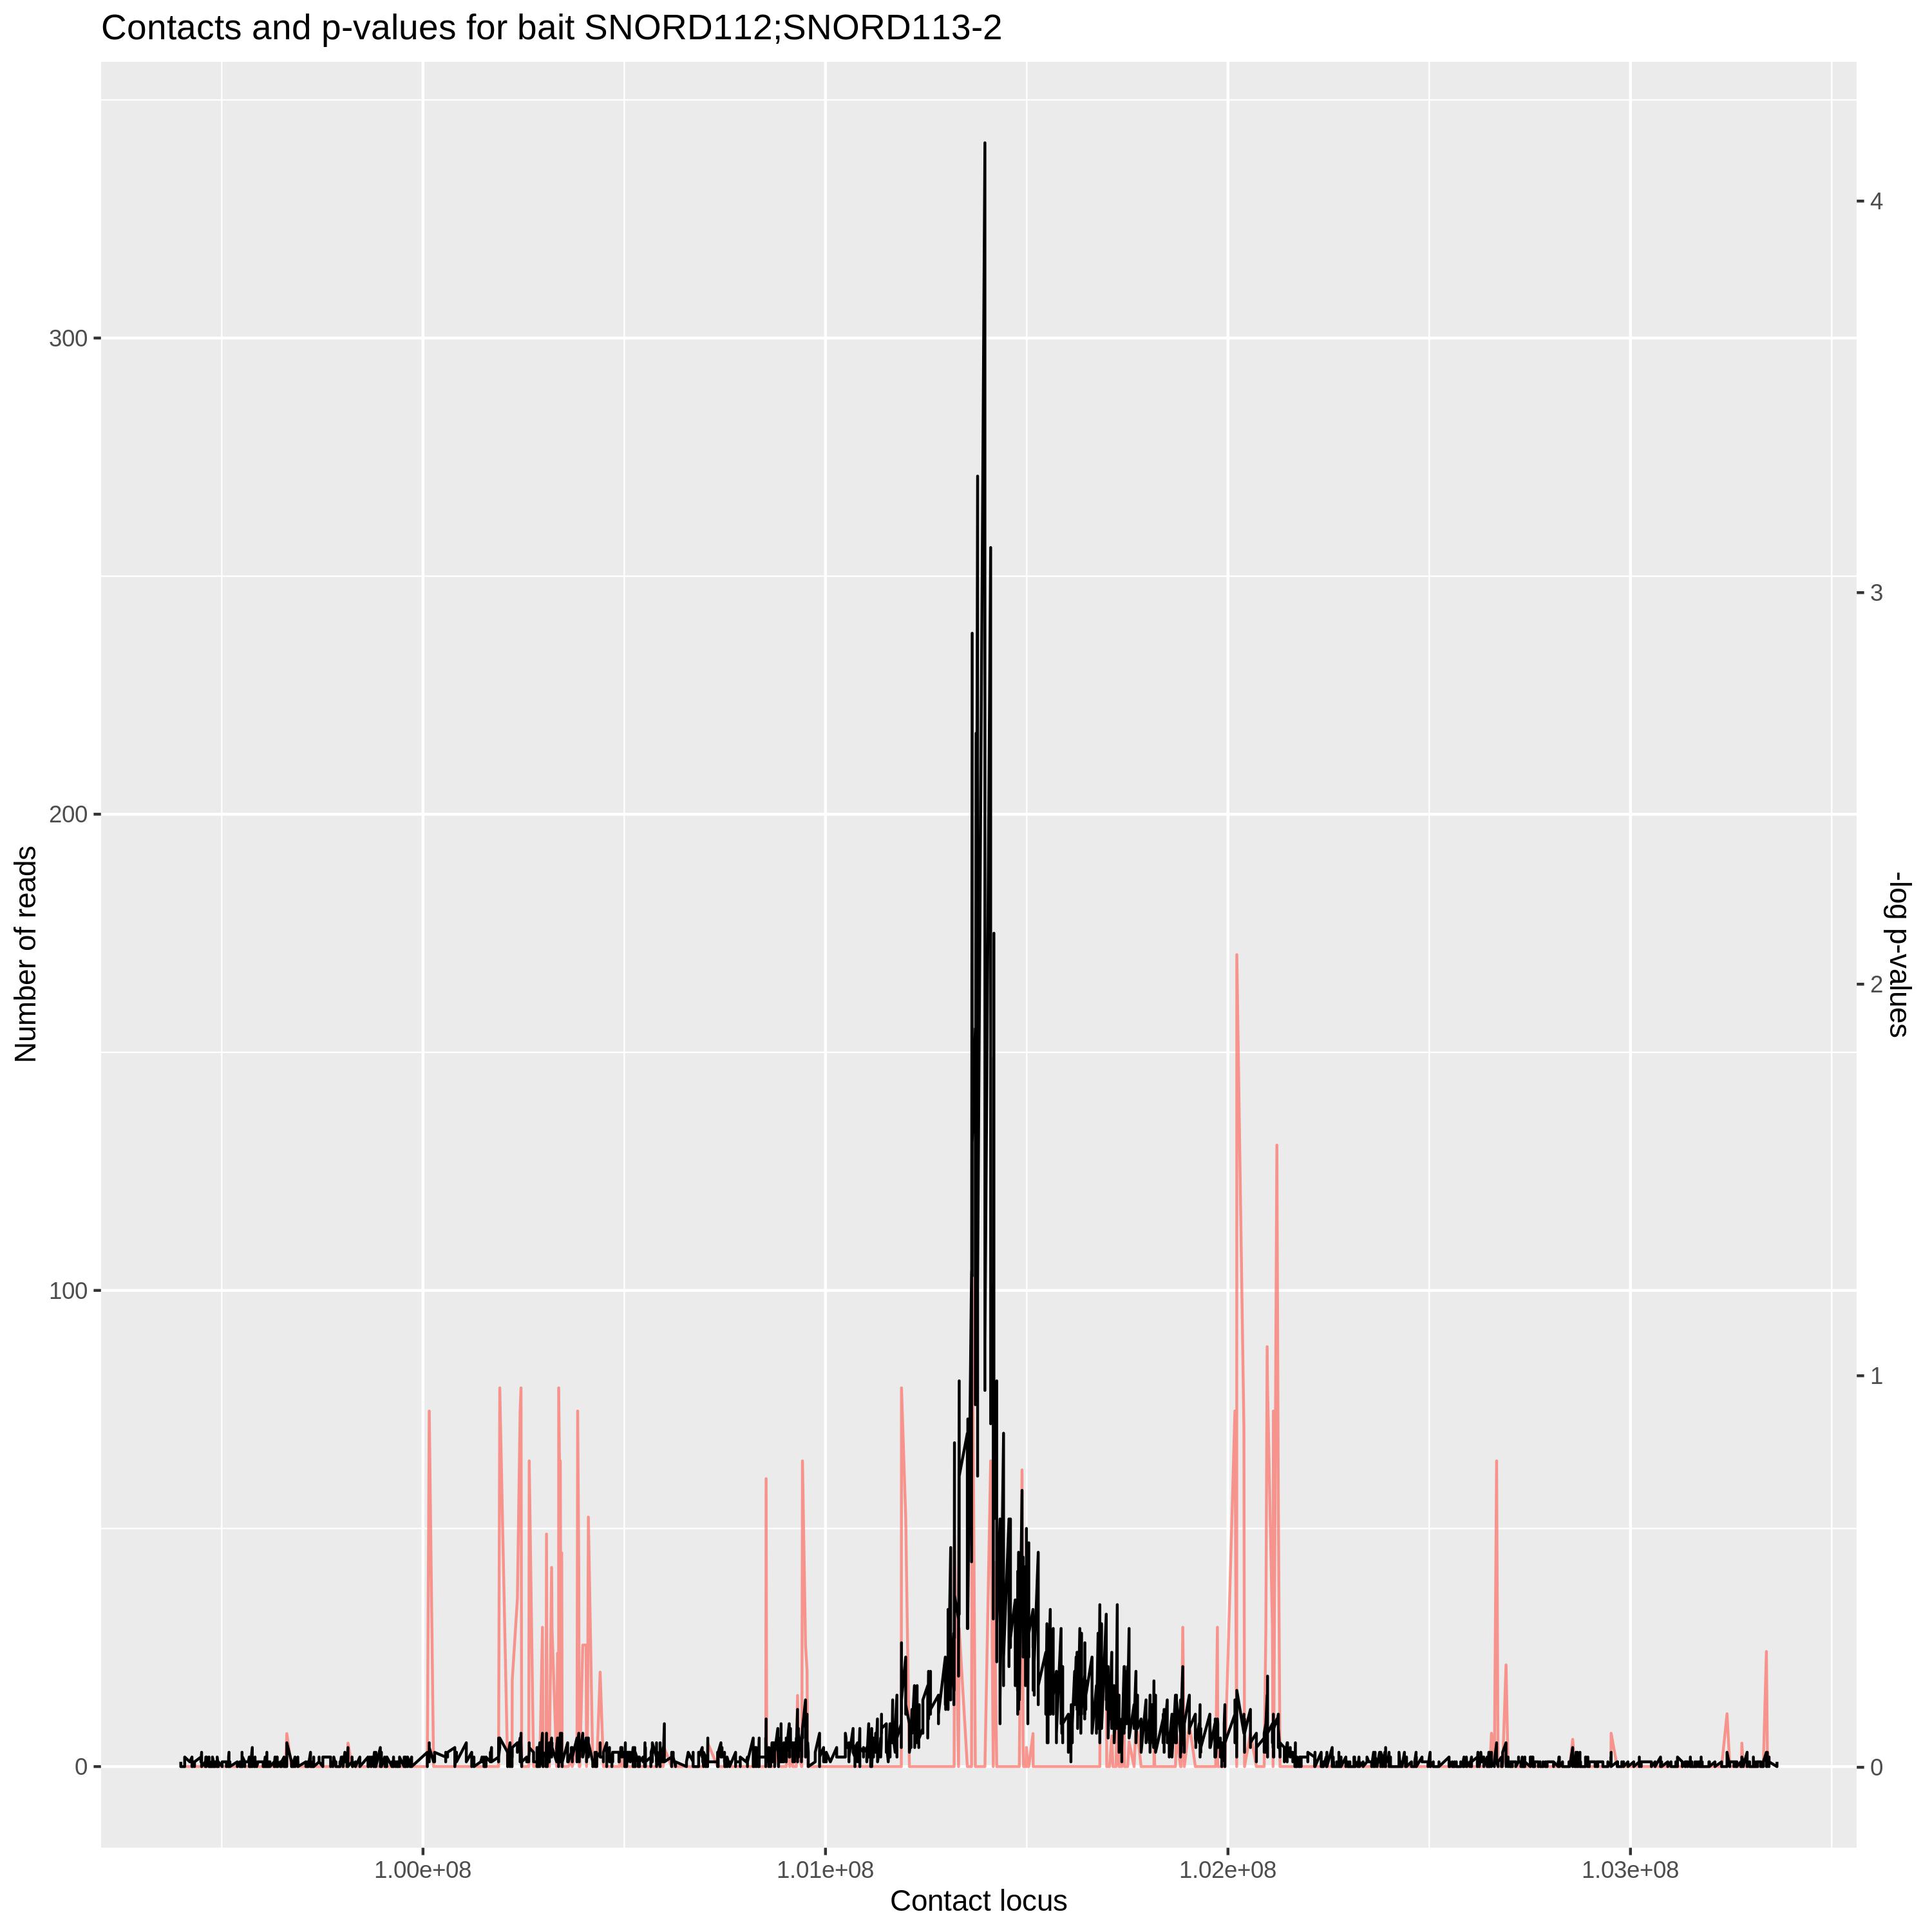 Contacts and p-values for bait SNORD112;SNORD113-2
300
200
100
0
Number of reads
4
3
2
1
0
-log p-values
1.00e+08
1.01e+08
1.02e+08
1.03e+08
Contact locus